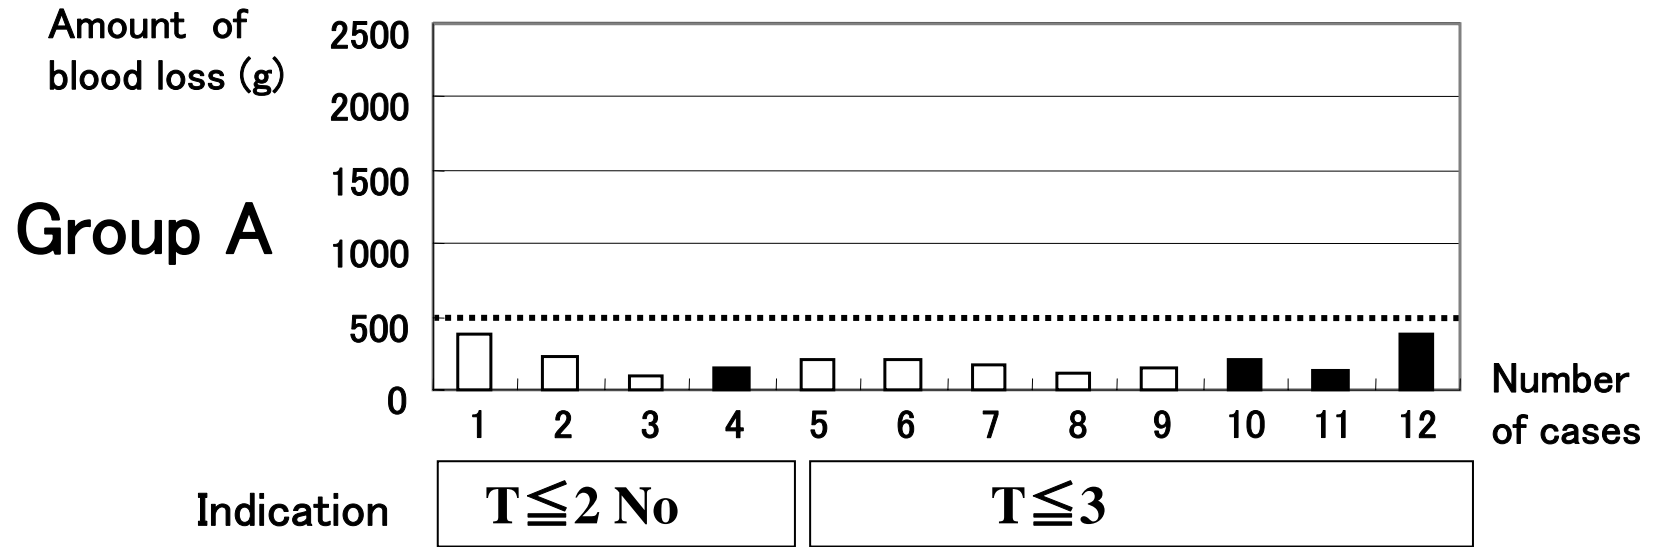 Amount of
blood loss (g)
2500
2000
1500
Group A
1000
500
0
1 2 3 4 5 6 7 8 9 10 11 12
Number
of cases
Indication
T≦2 No
T≦3